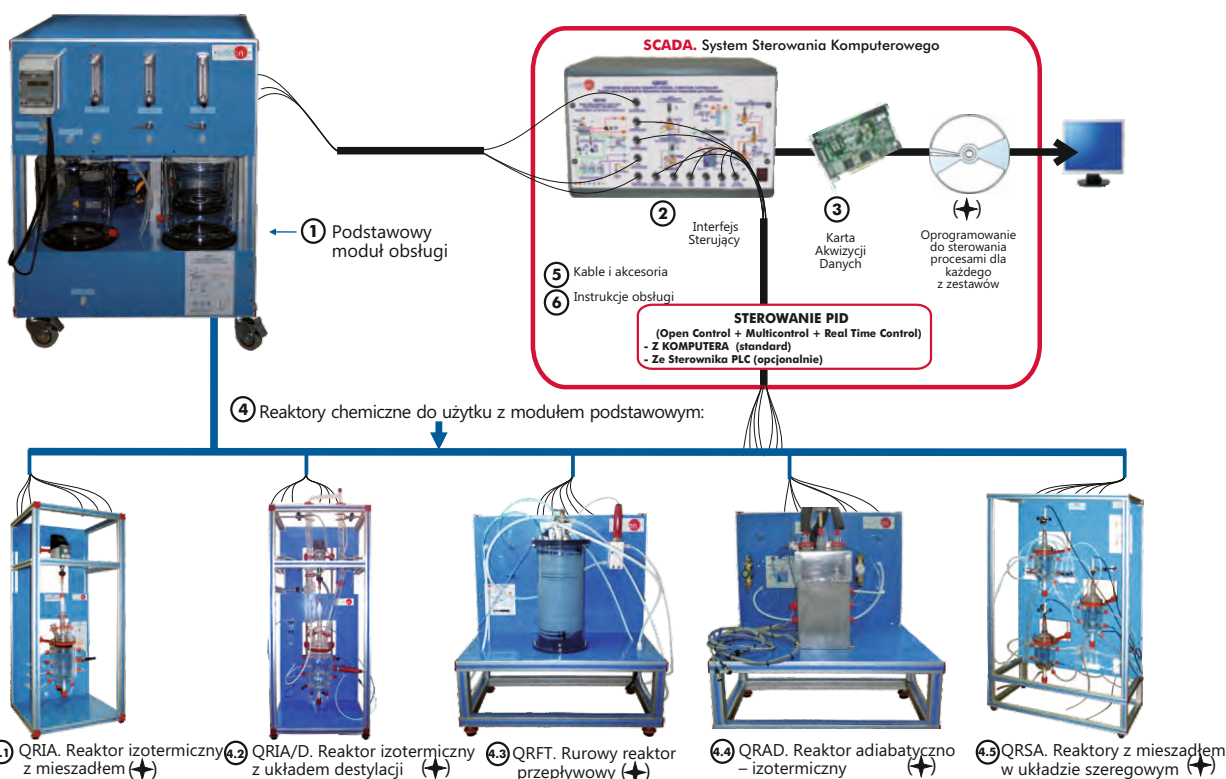 SCADA. System Sterowania Komputerowego
QRQC
1 Podstawowy
moduł obsługi
2
Interfejs
Sterujący
3
Karta
Akwizycji
Danych
Oprogramowanie
do sterowania
procesami dla
każdego
z zestawów
5 Kable i akcesoria
6 Instrukcje obsługi
STEROWANIE PID
(Open Control + Multicontrol + Real Time Control)
- Z KOMPUTERA (standard)
- Ze Sterownika PLC (opcjonalnie)
4 Reaktory chemiczne do użytku z modułem podstawowym:
4.1 QRIA. Reaktor izotermiczny
z mieszadłem
4.2 QRIA/D. Reaktor izotermiczny
z układem destylacji
4.3 QRFT. Rurowy reaktor
przepływowy
4.4 QRAD. Reaktor adiabatyczno
– izotermiczny
4.5 QRSA. Reaktory z mieszadłem
w układzie szeregowym